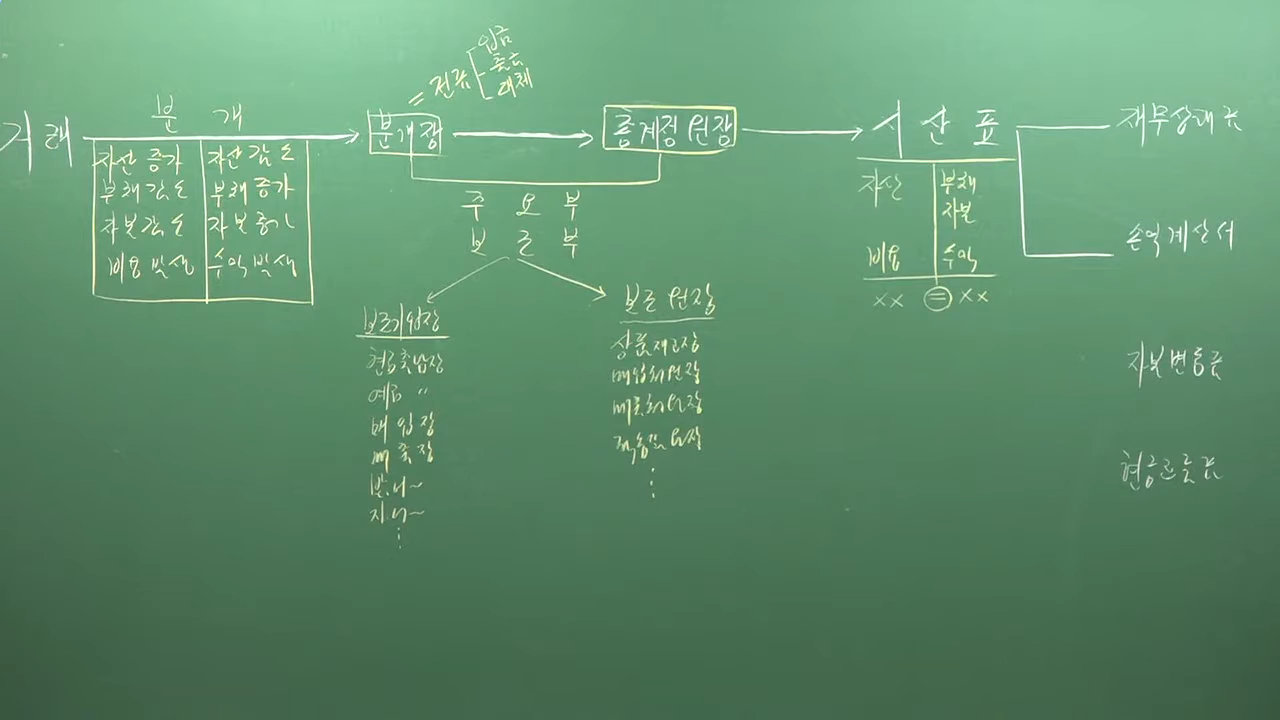 거래
분 개
자산증가 자산감소
부채감소 부채증가
자본감소 자본증가
비용발생 수익발생
분개장
= 전표
입금
출금
대체
총계정원장
주 요 부
보 조 부
보조기입장
현금출납장
예금 〃
매입장
매출장
받.어~
지.어~
⋮
보조원장
상품재고장
매입처원장
매출처원장
적송품원장
⋮
시 산 표
자산 부채
자본
비용 수익
×× = ××
재무상태표
손익계산서
자본변동표
현금흐름표